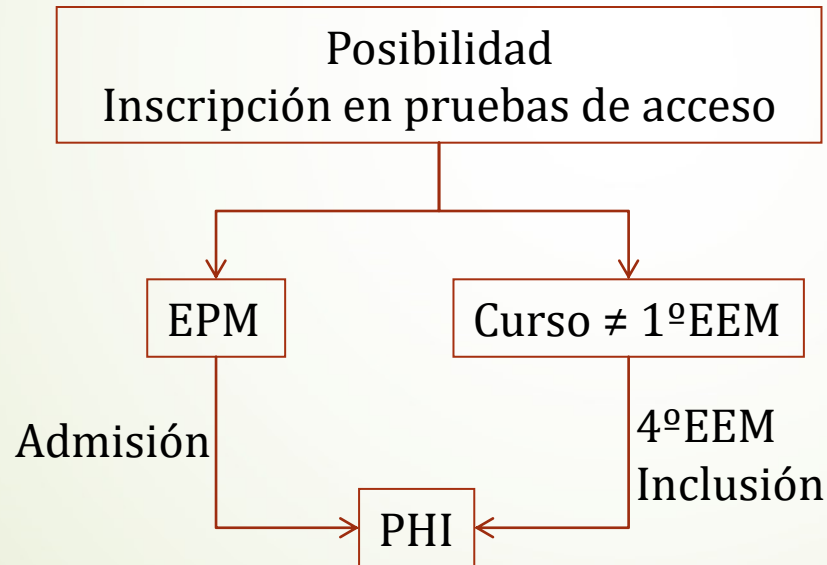 Posibilidad
Inscripción en pruebas de acceso
EPM
Curso ≠ 1ºEEM
Admisión
4ºEEM
Inclusión
PHI